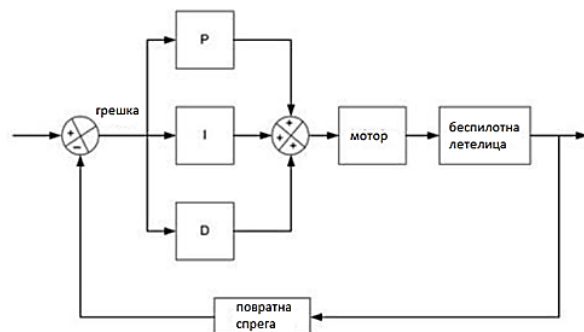 P
грешка
+
−
I
+
+
+
+
мотор
беспилотна
летелица
D
повратна
спрега